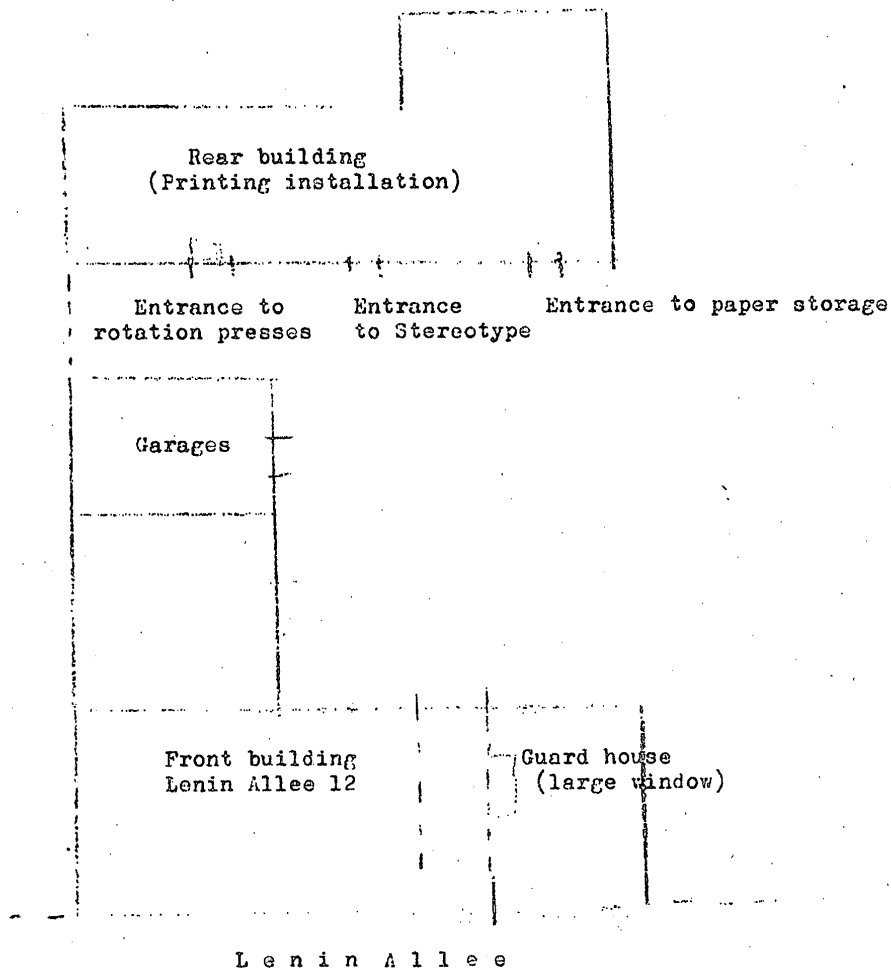 Rear building
(Printing installation)
Entrance to
rotation presses
Entrance
to Stereotype
Entrance to paper storage
Garages
Front building
Lenin Allee 12
Guard house
(large window)
Lenin Allee